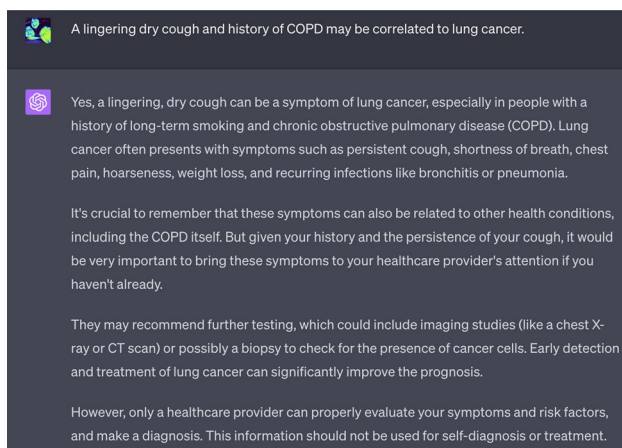 A lingering dry cough and history of COPD may be correlated to lung cancer.
Yes, a lingering, dry cough can be a symptom of lung cancer, especially in people with a
history of long-term smoking and chronic obstructive pulmonary disease (COPD). Lung
cancer often presents with symptoms such as persistent cough, shortness of breath, chest
pain, hoarseness, weight loss, and recurring infections like bronchitis or pneumonia.
It's crucial to remember that these symptoms can also be related to other health conditions,
including the COPD itself. But given your history and the persistence of your cough, it would
be very important to bring these symptoms to your healthcare provider's attention if you
haven't already.
They may recommend further testing, which could include imaging studies (like a chest X-
ray or CT scan) or possibly a biopsy to check for the presence of cancer cells. Early detection
and treatment of lung cancer can significantly improve the prognosis.
However, only a healthcare provider can properly evaluate your symptoms and risk factors,
and make a diagnosis. This information should not be used for self-diagnosis or treatment.